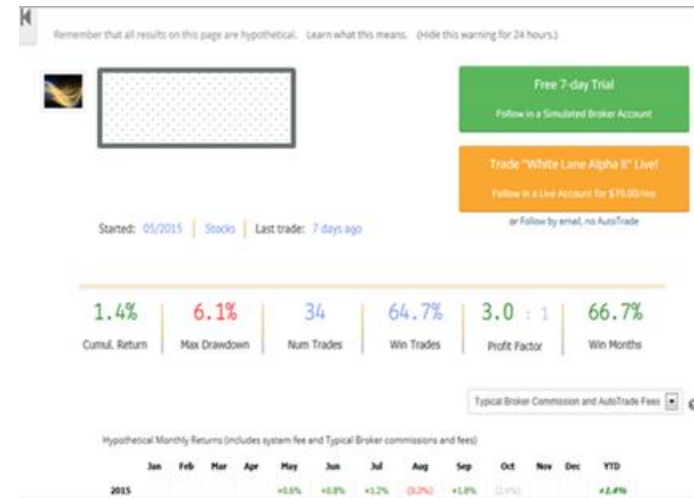 Remember that all results on this page are hypothetical. Learn what this means. (Hide this warning for 24 hours.)
Free 7-day Trial
Follow in a Simulated Broker Account
Trade "White Lane Alpha II" Live!
Follow in a Live Account for $79.00/mo.
or Follow by email, no AutoTrade
Started: 05/2015 Stocks Last trade: 7 days ago
1.4% 6.1% 34 64.7% 3.0 : 1 66.7%
Cumul. Return Max Drawdown Num Trades Win Trades Profit Factor Win Months
Typical Broker Commission and AutoTrade Fees
Hypothetical Monthly Returns (includes system fee and Typical Broker commissions and fees)
Jan Feb Mar Apr May Jun Jul Aug Sep Oct Nov Dec YTD
2015 +0.6% +0.8% +1.2% +1.8% +1.4%